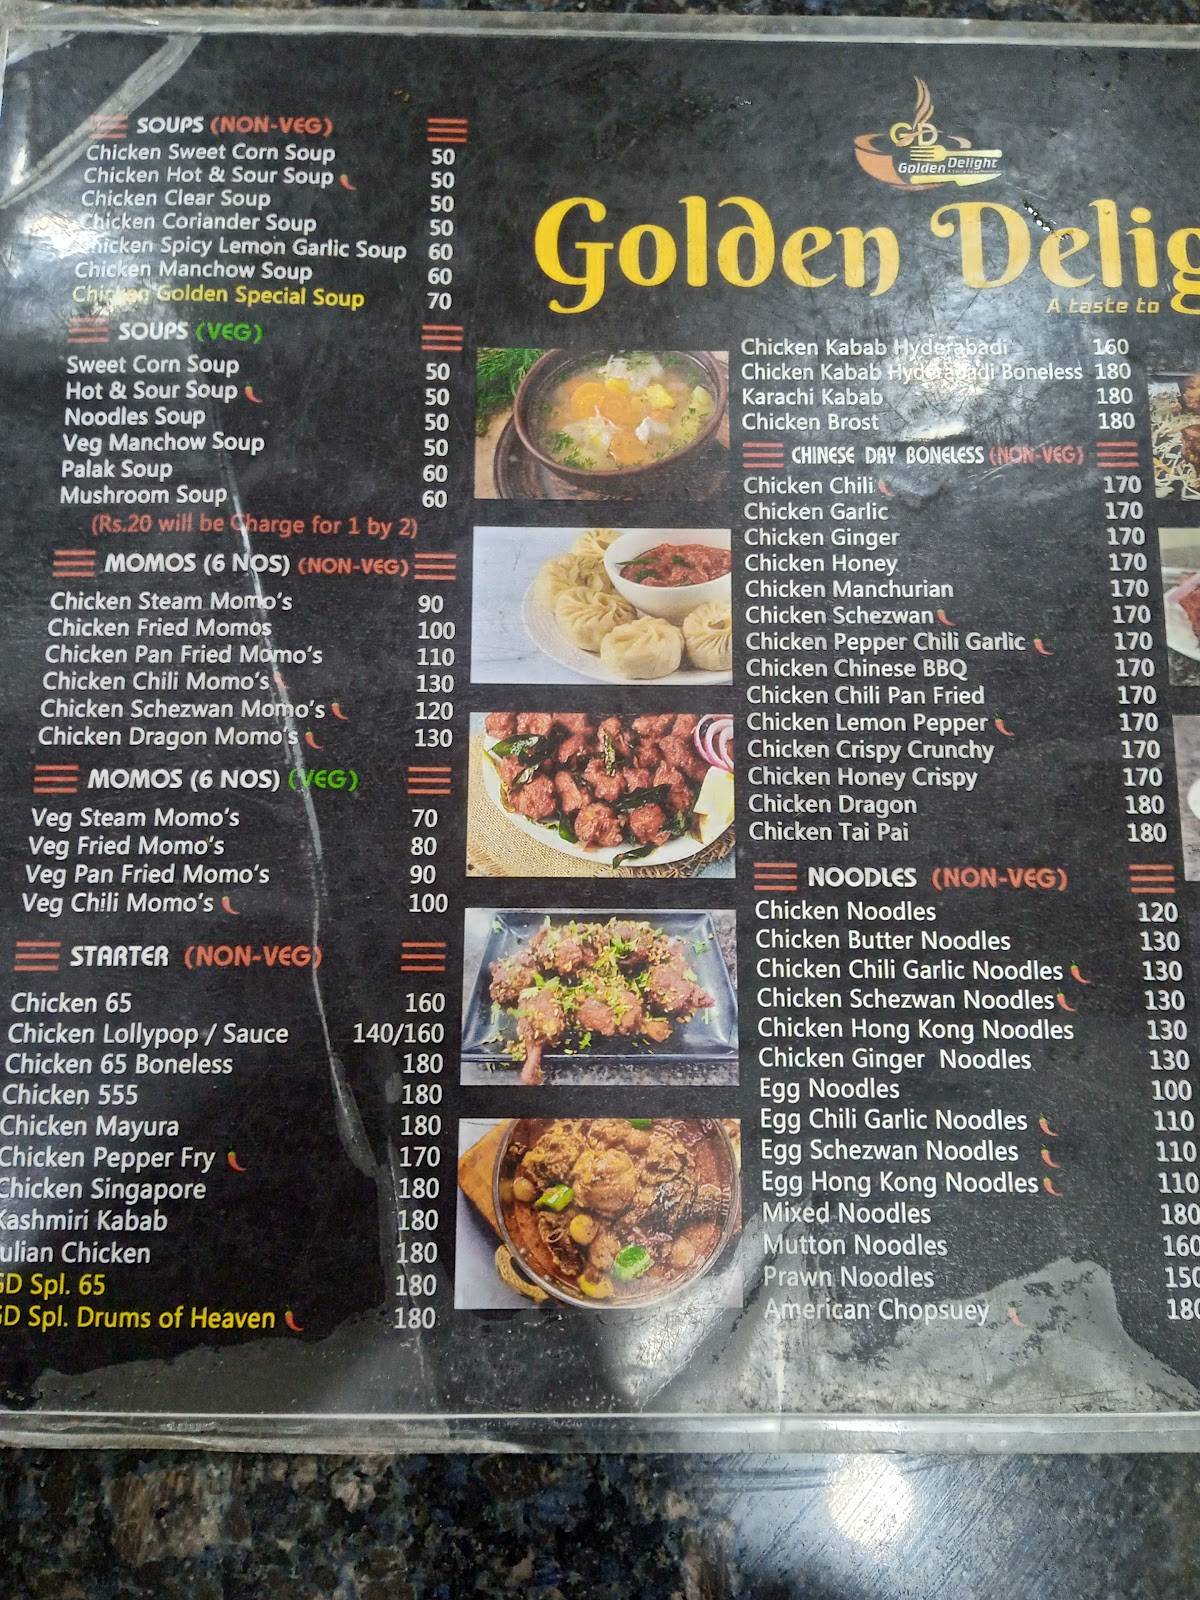 SOUPS (NON-VEG)
Chicken Sweet Corn Soup 50
Chicken Hot & Sour Soup 50
Chicken Clear Soup 50
Chicken Coriander Soup 50
Chicken Spicy Lemon Garlic Soup 60
Chicken Manchow Soup 60
Chicken Golden Special Soup 70
SOUPS (VEG)
Sweet Corn Soup 50
Hot & Sour Soup 50
Noodles Soup 50
Veg Manchow Soup 50
Palak Soup 60
Mushroom Soup 60
(Rs.20 will be Charge for 1 by 2)
MOMOS (6 NOS) (NON-VEG)
Chicken Steam Momo's 90
Chicken Fried Momos 100
Chicken Pan Fried Momo's 110
Chicken Chili Momo's 130
Chicken Schezwan Momo's 120
Chicken Dragon Momo's 130
MOMOS (6 NOS) (VEG)
Veg Steam Momo's 70
Veg Fried Momo's 80
Veg Pan Fried Momo's 90
Veg Chili Momo's 100
STARTER (NON-VEG)
Chicken 65 160
Chicken Lollypop / Sauce 140/160
Chicken 65 Boneless 180
Chicken 555 180
Chicken Mayura 180
Chicken Pepper Fry 170
Chicken Singapore 180
Kashmiri Kabab 180
ulian Chicken 180
GD Spl. 65 180
GD Spl. Drums of Heaven 180
GD
Golden Delight
Golden Delig
A taste to
Chicken Kabab Hyderabadi 160
Chicken Kabab Hyderabadi Boneless 180
Karachi Kabab 180
Chicken Brost 180
CHINESE DRY BONELESS (NON-VEG)
Chicken Chili 170
Chicken Garlic 170
Chicken Ginger 170
Chicken Honey 170
Chicken Manchurian 170
Chicken Schezwan 170
Chicken Pepper Chili Garlic 170
Chicken Chinese BBQ 170
Chicken Chili Pan Fried 170
Chicken Lemon Pepper 170
Chicken Crispy Crunchy 170
Chicken Honey Crispy 170
Chicken Dragon 180
Chicken Tai Pai 180
NOODLES (NON-VEG)
Chicken Noodles 120
Chicken Butter Noodles 130
Chicken Chili Garlic Noodles 130
Chicken Schezwan Noodles 130
Chicken Hong Kong Noodles 130
Chicken Ginger Noodles 130
Egg Noodles 100
Egg Chili Garlic Noodles 110
Egg Schezwan Noodles 110
Egg Hong Kong Noodles 110
Mixed Noodles 180
Mutton Noodles 160
Prawn Noodles 150
American Chopsuey 180